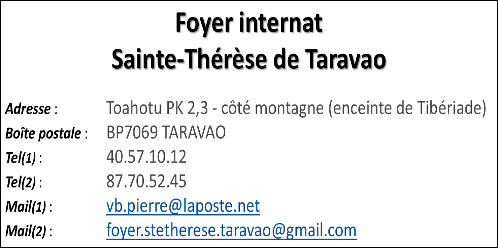 Foyer internat
Sainte-Thérèse de Taravao
Adresse : Toahotu PK 2,3 - côté montagne (enceinte de Tibériade)
Boîte postale : BP7069 TARAVAO
Tel(1) : 40.57.10.12
Tel(2) : 87.70.52.45
Mail(1) : vb.pierre@laposte.net
Mail(2) : foyer.stetherese.taravao@gmail.com